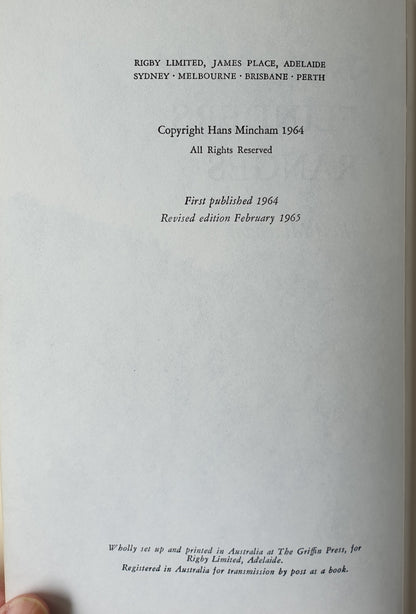 RIGBY LIMITED, JAMES PLACE, ADELAIDE
SYDNEY · MELBOURNE · BRISBANE · PERTH
Copyright Hans Mincham 1964
All Rights Reserved
First published 1964
Revised edition February 1965
Wholly set up and printed in Australia at The Griffin Press, for
Rigby Limited, Adelaide.
Registered in Australia for transmission by post as a book.